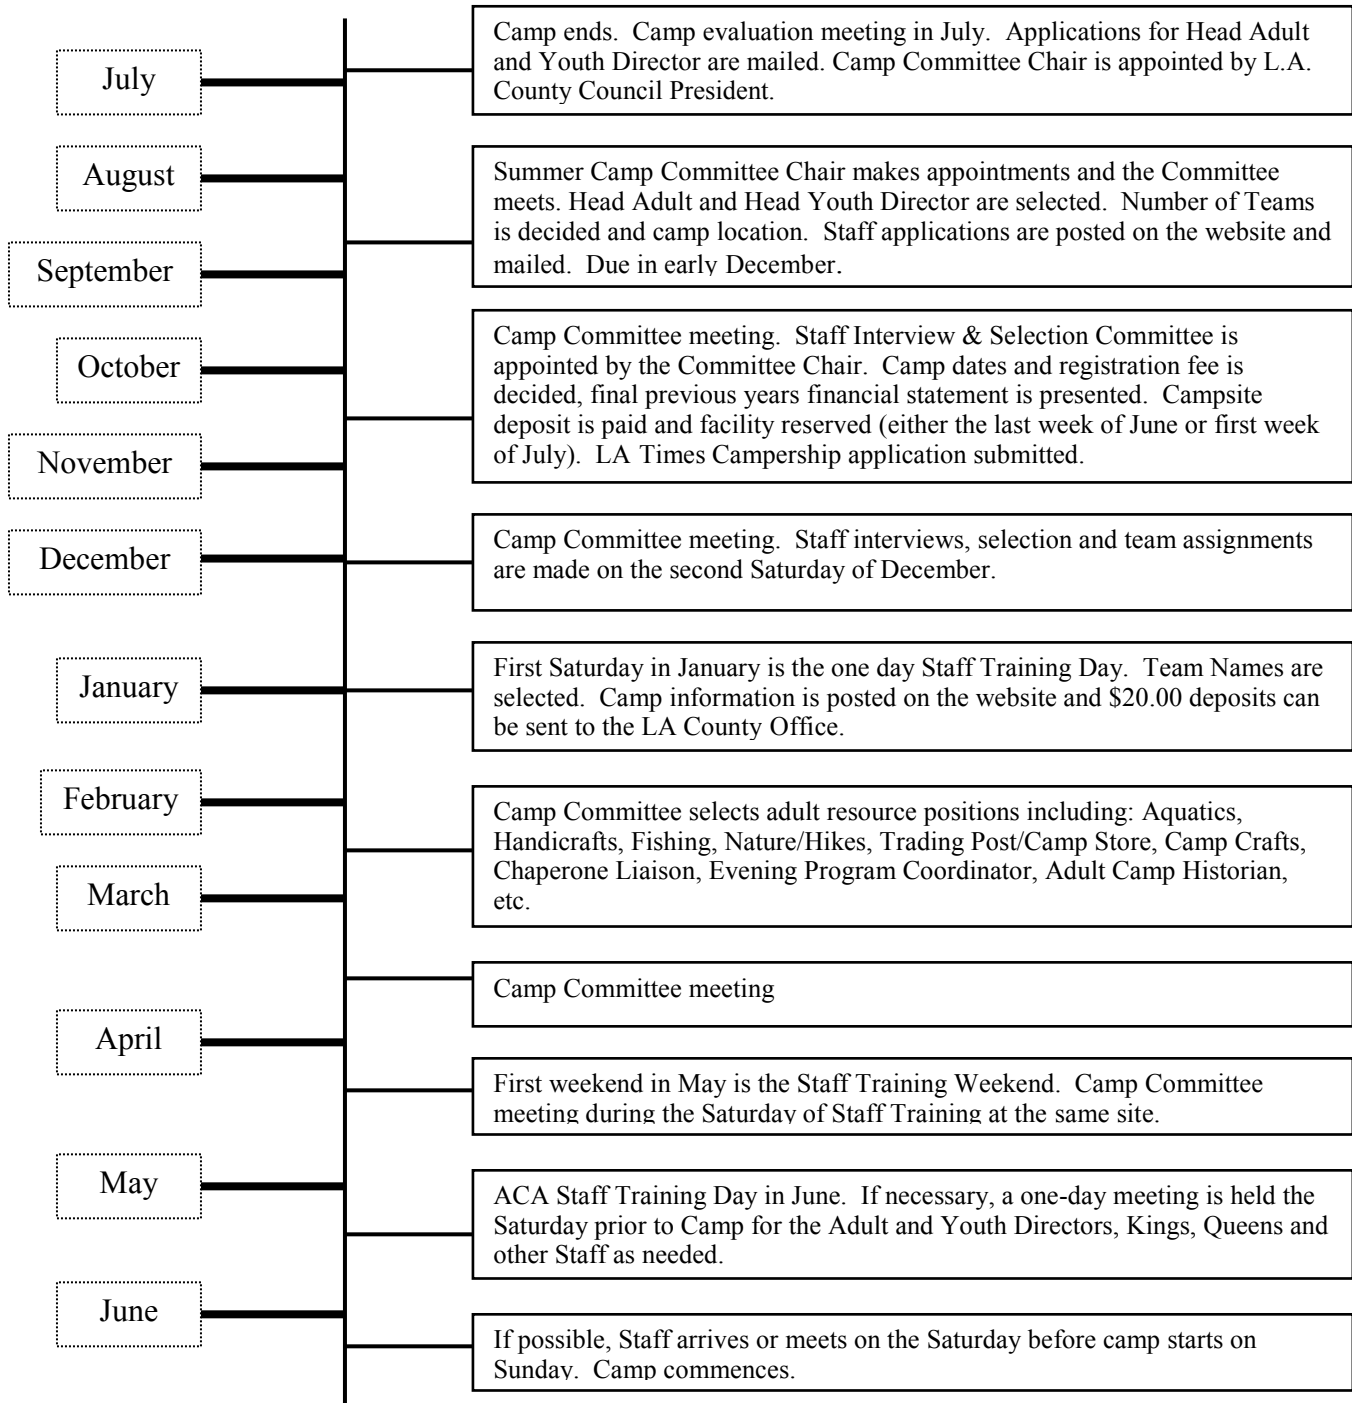 July
Camp ends.  Camp evaluation meeting in July.  Applications for Head Adult
and Youth Director are mailed. Camp Committee Chair is appointed by L.A.
County Council President.
August
Summer Camp Committee Chair makes appointments and the Committee
meets. Head Adult and Head Youth Director are selected.  Number of Teams
is decided and camp location.  Staff applications are posted on the website and
mailed.  Due in early December.
September
October
Camp Committee meeting.  Staff Interview & Selection Committee is
appointed by the Committee Chair.  Camp dates and registration fee is
decided, final previous years financial statement is presented.  Campsite
deposit is paid and facility reserved (either the last week of June or first week
of July).  LA Times Campership application submitted.
November
December
Camp Committee meeting.  Staff interviews, selection and team assignments
are made on the second Saturday of December.
January
First Saturday in January is the one day Staff Training Day.  Team Names are
selected.  Camp information is posted on the website and $20.00 deposits can
be sent to the LA County Office.
February
Camp Committee selects adult resource positions including: Aquatics,
Handicrafts, Fishing, Nature/Hikes, Trading Post/Camp Store, Camp Crafts,
Chaperone Liaison, Evening Program Coordinator, Adult Camp Historian,
etc.
March
Camp Committee meeting
April
First weekend in May is the Staff Training Weekend.  Camp Committee
meeting during the Saturday of Staff Training at the same site.
May
ACA Staff Training Day in June.  If necessary, a one-day meeting is held the
Saturday prior to Camp for the Adult and Youth Directors, Kings, Queens and
other Staff as needed.
June
If possible, Staff arrives or meets on the Saturday before camp starts on
Sunday.  Camp commences.